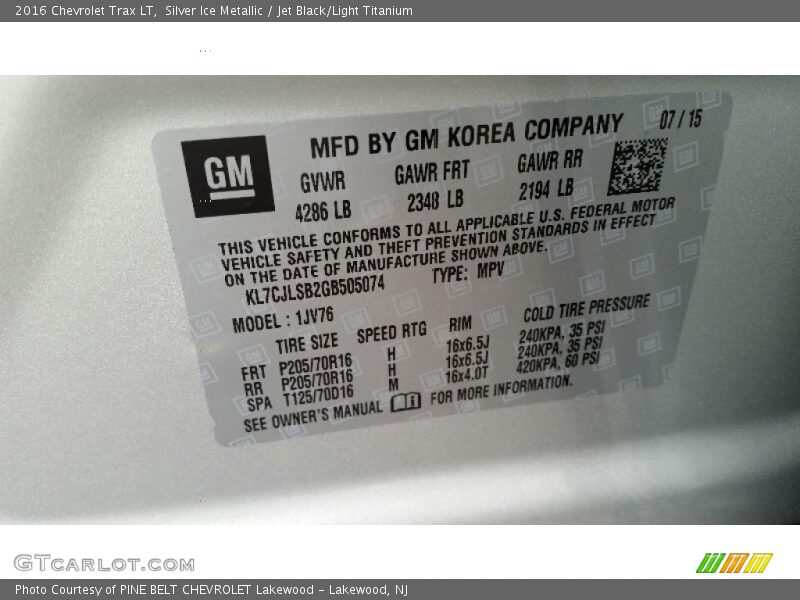 2016 Chevrolet Trax LT,  Silver Ice Metallic / Jet Black/Light Titanium
GM
MFD BY GM KOREA COMPANY 07 / 15
GVWR GAWR FRT GAWR RR
4286 LB 2348 LB 2194 LB
THIS VEHICLE CONFORMS TO ALL APPLICABLE U.S. FEDERAL MOTOR
VEHICLE SAFETY AND THEFT PREVENTION STANDARDS IN EFFECT
ON THE DATE OF MANUFACTURE SHOWN ABOVE.
KL7CJLSB2GB505074 TYPE: MPV
MODEL : 1JV76
TIRE SIZE SPEED RTG RIM COLD TIRE PRESSURE
FRT P205/70R16 H 16x6.5J 240KPA, 35 PSI
RR P205/70R16 H 16x6.5J 240KPA, 35 PSI
SPA T125/70D16 M 16x4.0T 420KPA, 60 PSI
SEE OWNER'S MANUAL FOR MORE INFORMATION.
GTcarlot.com
Photo Courtesy of PINE BELT CHEVROLET Lakewood - Lakewood, NJ